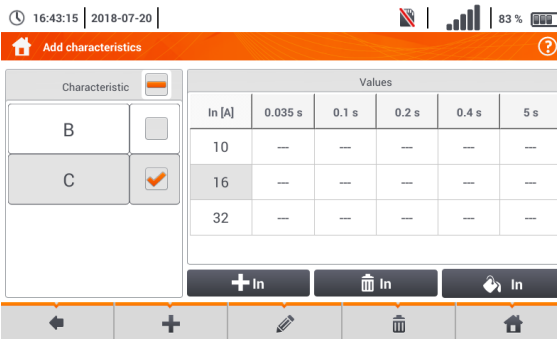 16:43:15 2018-07-20 83 %
Add characteristics ?
Characteristic Values
In [A] 0.035 s 0.1 s 0.2 s 0.4 s 5 s
B
10 --- --- --- --- ---
C
16 --- --- --- --- ---
32 --- --- --- --- ---
In In In